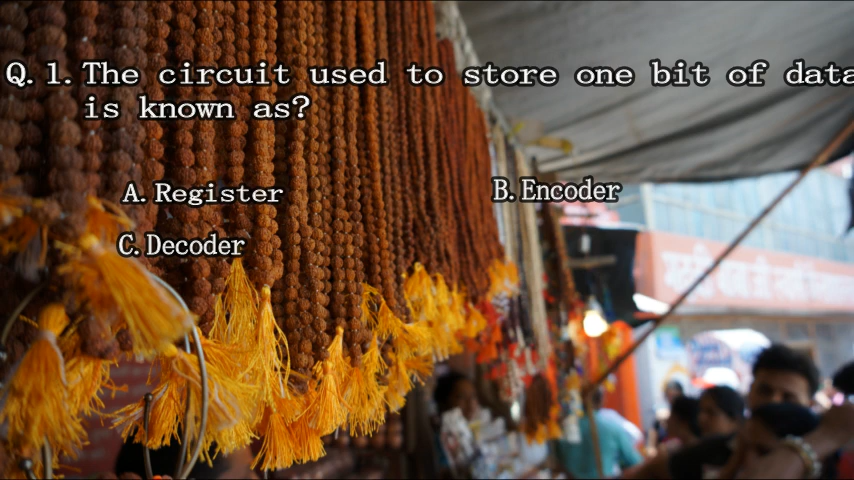 Q. 1. The circuit used to store one bit of data
is known as?
A. Register
B. Encoder
C. Decoder